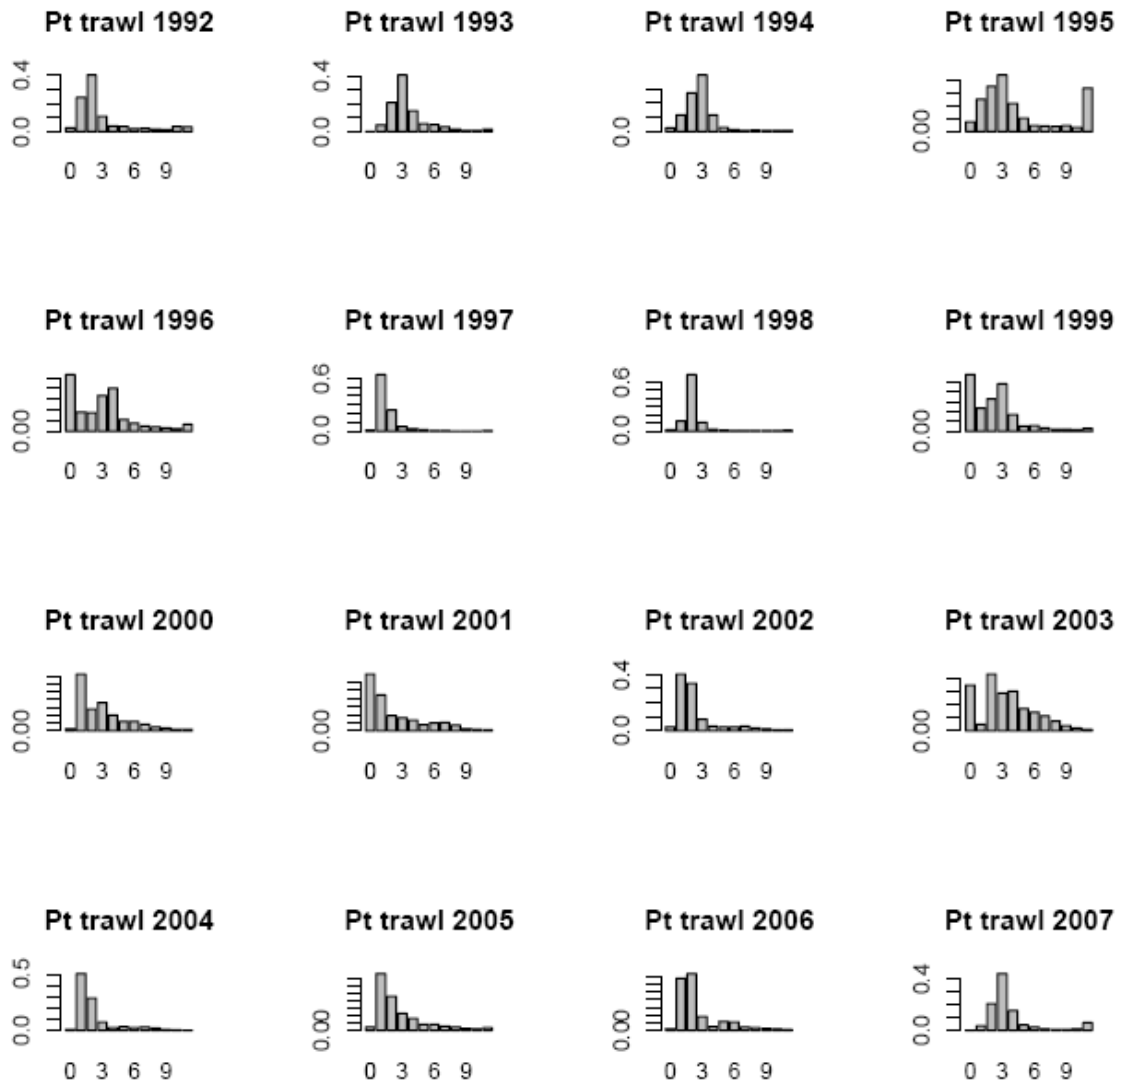 Pt trawl 1992 Pt trawl 1993 Pt trawl 1994 Pt trawl 1995
0.4 0.4
0.0 0.0 0.0 0.00
0 3 6 9 0 3 6 9 0 3 6 9 0 3 6 9
Pt trawl 1996 Pt trawl 1997 Pt trawl 1998 Pt trawl 1999
0.6 0.6
0.00 0.0 0.0 0.00
0 3 6 9 0 3 6 9 0 3 6 9 0 3 6 9
Pt trawl 2000 Pt trawl 2001 Pt trawl 2002 Pt trawl 2003
0.4
0.00 0.00 0.0 0.00
0 3 6 9 0 3 6 9 0 3 6 9 0 3 6 9
Pt trawl 2004 Pt trawl 2005 Pt trawl 2006 Pt trawl 2007
0.5 0.4
0.0 0.00 0.00 0.0
0 3 6 9 0 3 6 9 0 3 6 9 0 3 6 9